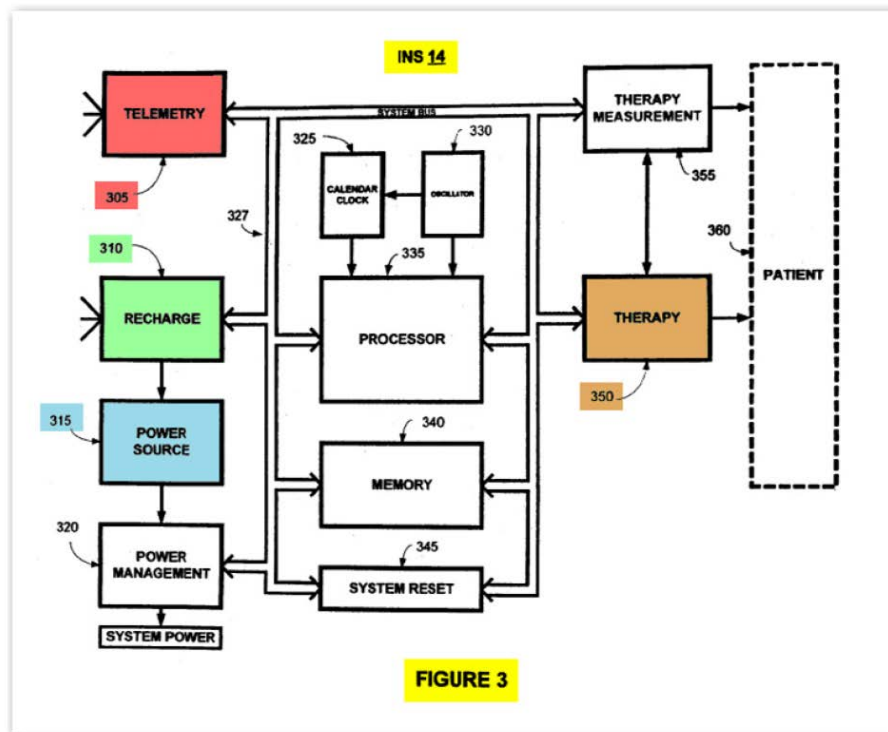 INS 14
TELEMETRY
SYSTEM BUS
THERAPY
MEASUREMENT
325
330
305
CALENDAR
CLOCK
OSCILLATOR
355
327
310
335
360
PATIENT
RECHARGE
PROCESSOR
THERAPY
350
315
POWER
SOURCE
340
MEMORY
320
POWER
MANAGEMENT
345
SYSTEM RESET
SYSTEM POWER
FIGURE 3